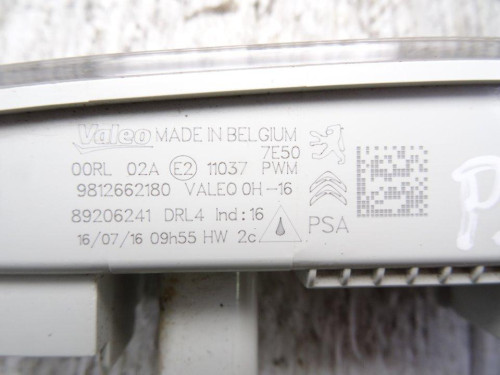 Valeo MADE IN BELGIUM
7E50
00RL 02A E2 11037 PWM
9812662180 VALEO 0H-16
89206241 DRL4 Ind:16
PSA
16/07/16 09h55 HW 2c